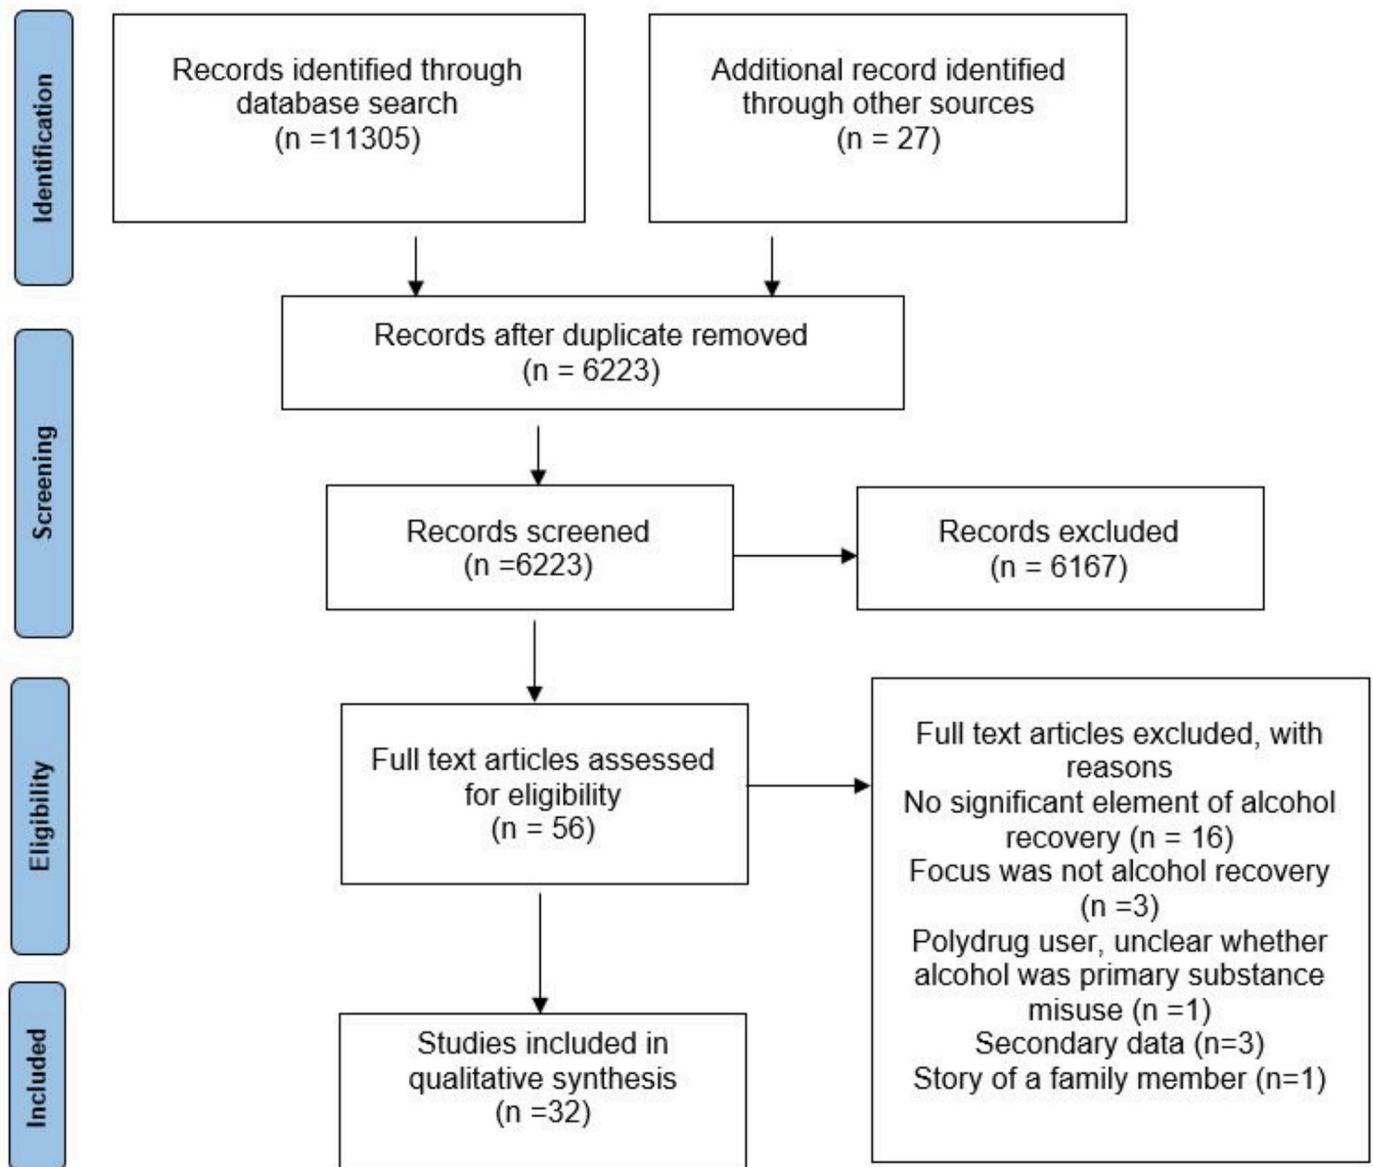 Identification
Records identified through
database search
(n =11305)
Additional record identified
through other sources
(n = 27)
Screening
Records after duplicate removed
(n = 6223)
Records screened
(n =6223)
Records excluded
(n = 6167)
Eligibility
Full text articles assessed
for eligibility
(n = 56)
Full text articles excluded, with
reasons
No significant element of alcohol
recovery (n = 16)
Focus was not alcohol recovery
(n =3)
Polydrug user, unclear whether
alcohol was primary substance
misuse (n =1)
Secondary data (n=3)
Story of a family member (n=1)
Included
Studies included in
qualitative synthesis
(n =32)